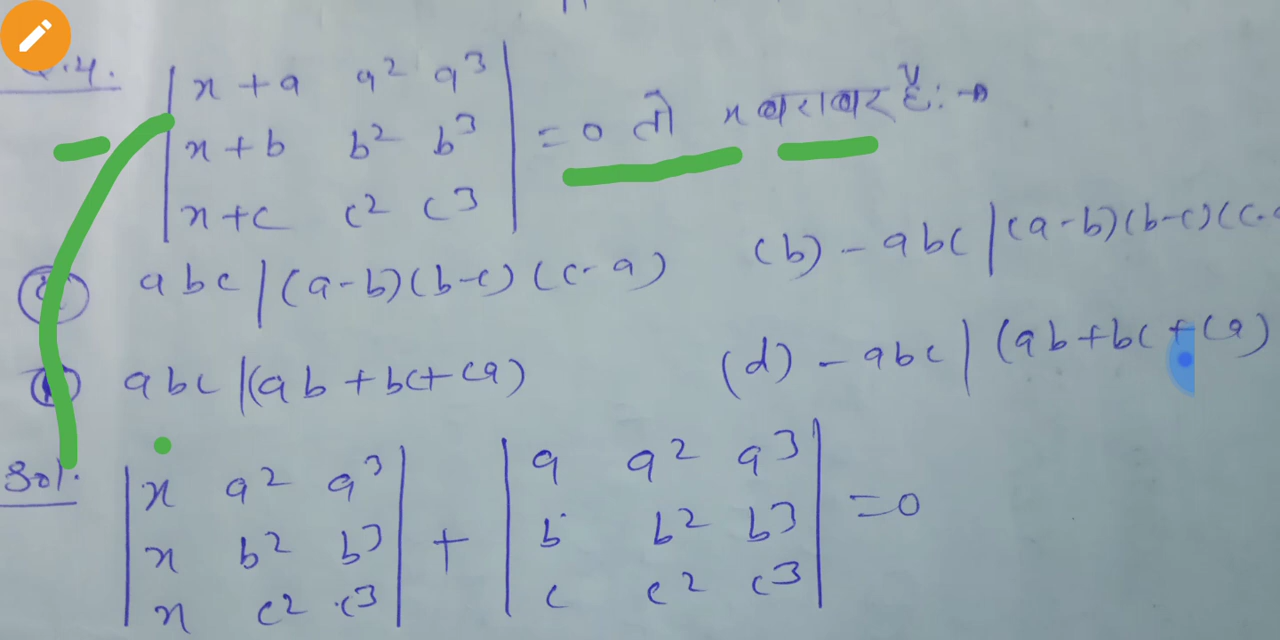 Q.4. | x + a a² a³ |
| x + b b² b³ | = 0 तो x बराबर है :→
| x + c c² c³ |
(a) abc | (a-b)(b-c)(c-a) (b) - abc | (a-b)(b-c)(c-a
abc | (ab + bc + ca) (d) - abc | (ab + bc + ca)
Sol. | x a² a³ | + | a a² a³ | = 0
| x b² b³ | | b b² b³ |
| x c² c³ | | c c² c³ |